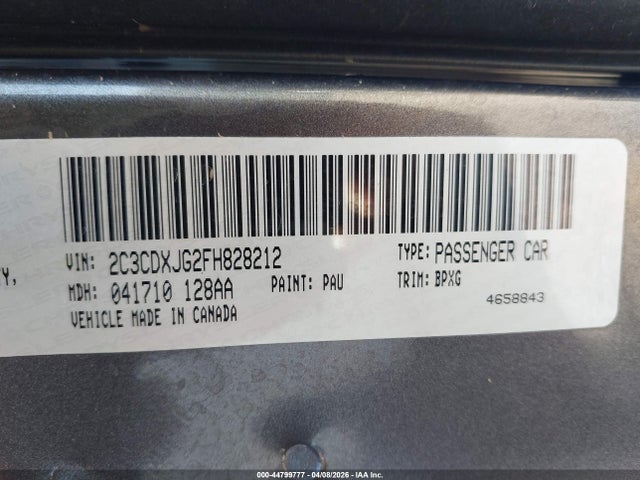 Y,
VIN: 2C3CDXJG2FH828212 TYPE: PASSENGER CAR
MDH: 041710 128AA PAINT: PAU TRIM: BPXG
VEHICLE MADE IN CANADA 4658843
000-44799777 - 04/08/2026 - IAA Inc.